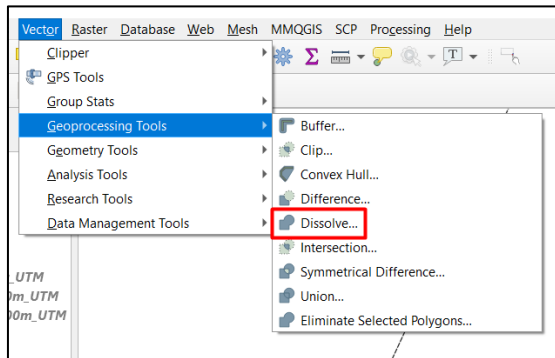 Vector Raster Database Web Mesh MMQGIS SCP Processing Help
Clipper
GPS Tools
Group Stats
Geoprocessing Tools
Geometry Tools
Analysis Tools
Research Tools
Data Management Tools
Buffer...
Clip...
Convex Hull...
Difference...
Dissolve...
Intersection...
Symmetrical Difference...
Union...
Eliminate Selected Polygons...
_UTM
0m_UTM
00m_UTM